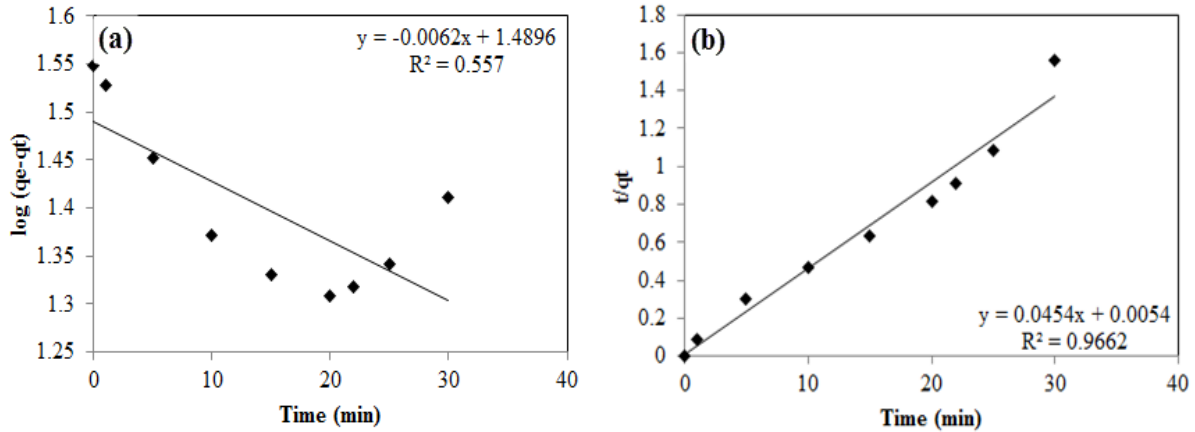 (a)
y = -0.0062x + 1.4896
R² = 0.557
1.6
1.55
1.5
1.45
1.4
1.35
1.3
1.25
log (qe-qt)
0
10
20
30
40
Time (min)
(b)
1.8
1.6
1.4
1.2
1
0.8
0.6
0.4
0.2
0
t/qt
y = 0.0454x + 0.0054
R² = 0.9662
0
10
20
30
40
Time (min)